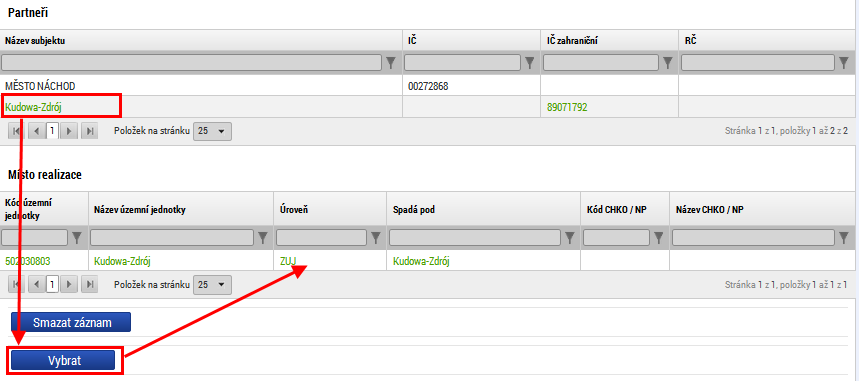 Partneři
Název subjektu IČ IČ zahraniční RČ
MĚSTO NÁCHOD 00272868
Kudowa-Zdrój 89071792
1 Položek na stránku 25 Stránka 1 z 1, položky 1 až 2 z 2
Místo realizace
Kód územní jednotky Název územní jednotky Úroveň Spadá pod Kód CHKO / NP Název CHKO / NP
502030803 Kudowa-Zdrój ZUJ Kudowa-Zdrój
1 Položek na stránku 25 Stránka 1 z 1, položky 1 až 1 z 1
Smazat záznam
Vybrat